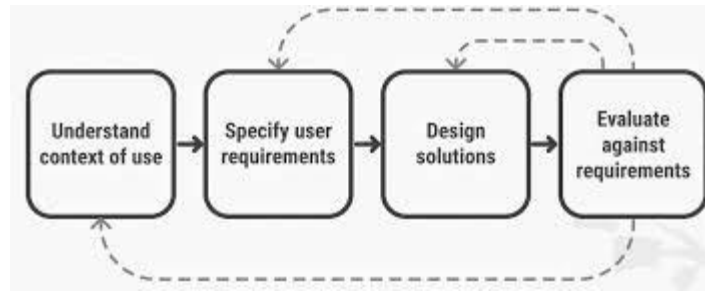 Understand
context of use
Specify user
requirements
Design
solutions
Evaluate
against
requirements